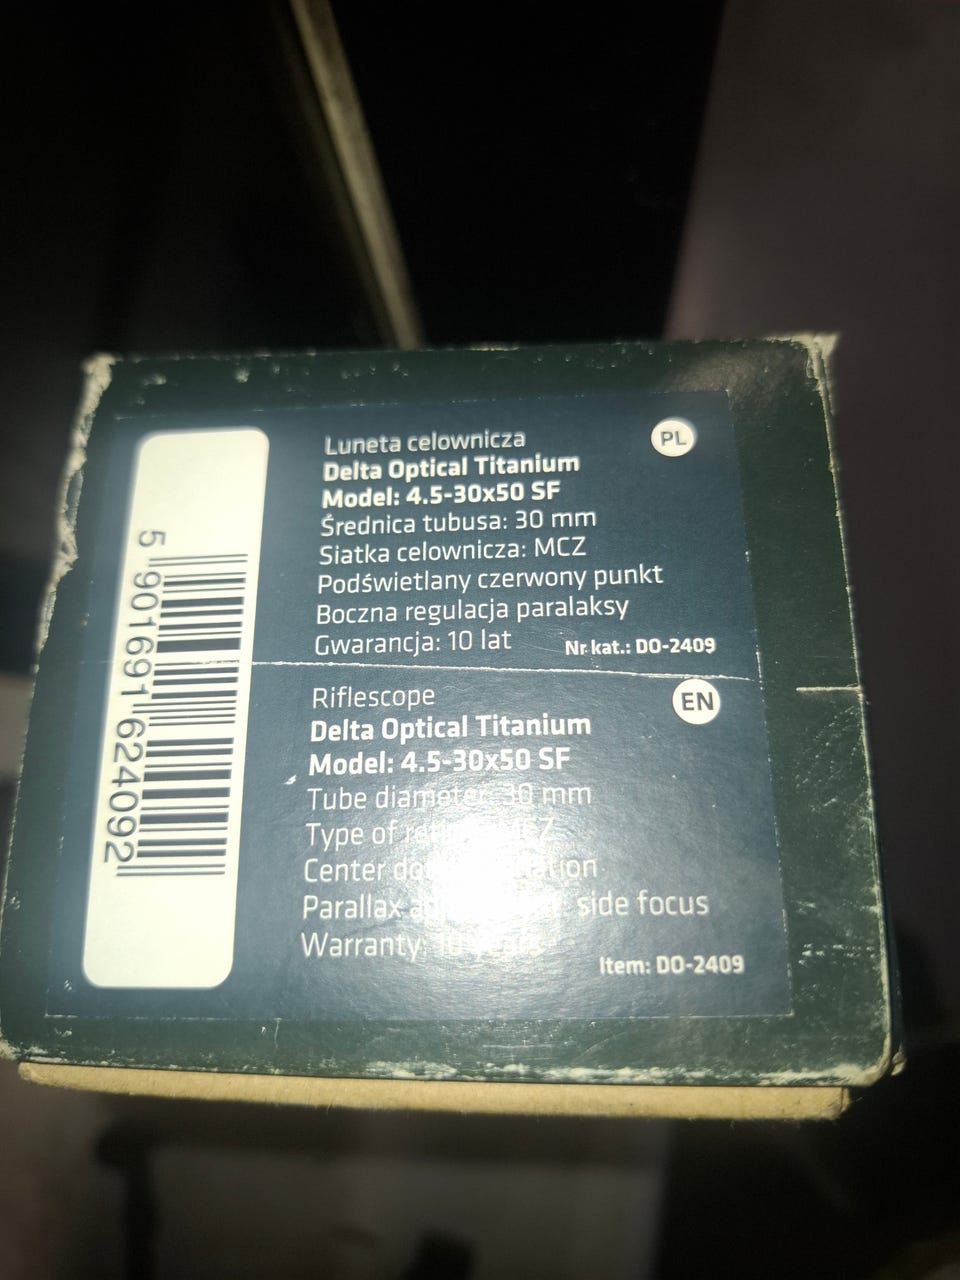 Luneta celownicza
PL
Delta Optical Titanium
Model: 4.5-30x50 SF
Średnica tubusa: 30 mm
Siatka celownicza: MCZ
Podświetlany czerwony punkt
Boczna regulacja paralaksy
Gwarancja: 10 lat
Nr kat.: DO-2409
Riflescope
EN
Delta Optical Titanium
Model: 4.5-30x50 SF
Tube diameter: 30 mm
Type of
Center
Parallax side focus
Warranty: 10 years
Item: DO-2409
5 901691 624092